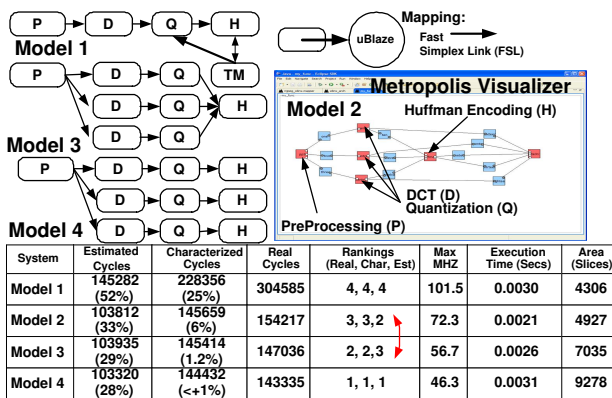 P D Q H
Model 1
TM
P D Q
D Q H
D Q
Model 3
P D Q H
D Q H
D Q H
Model 4
uBlaze
Mapping:
Fast
Simplex Link (FSL)
Metropolis Visualizer
Model 2
Huffman Encoding (H)
DCT (D)
Quantization (Q)
PreProcessing (P)
System Estimated Cycles Characterized Cycles Real Cycles Rankings (Real, Char, Est) Max MHZ Execution Time (Secs) Area (Slices)
Model 1 145282 (52%) 228356 (25%) 304585 4, 4, 4 101.5 0.0030 4306
Model 2 103812 (33%) 145659 (6%) 154217 3, 3,2 72.3 0.0021 4927
Model 3 103935 (29%) 145414 (1.2%) 147036 2, 2,3 56.7 0.0026 7035
Model 4 103320 (28%) 144432 (<+1%) 143335 1, 1, 1 46.3 0.0031 9278